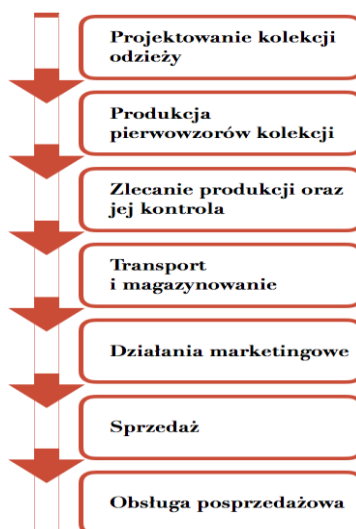 Projektowanie kolekcji
odzieży
Produkcja
pierwowzorów kolekcji
Zlecanie produkcji oraz
jej kontrola
Transport
i magazynowanie
Działania marketingowe
Sprzedaż
Obsługa posprzedażowa